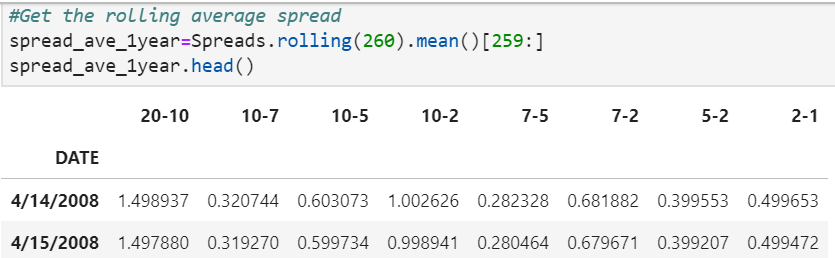 #Get the rolling average spread
spread_ave_1year=Spreads.rolling(260).mean()[259:]
spread_ave_1year.head()
20-10 10-7 10-5 10-2 7-5 7-2 5-2 2-1
DATE
4/14/2008 1.498937 0.320744 0.603073 1.002626 0.282328 0.681882 0.399553 0.499653
4/15/2008 1.497880 0.319270 0.599734 0.998941 0.280464 0.679671 0.399207 0.499472